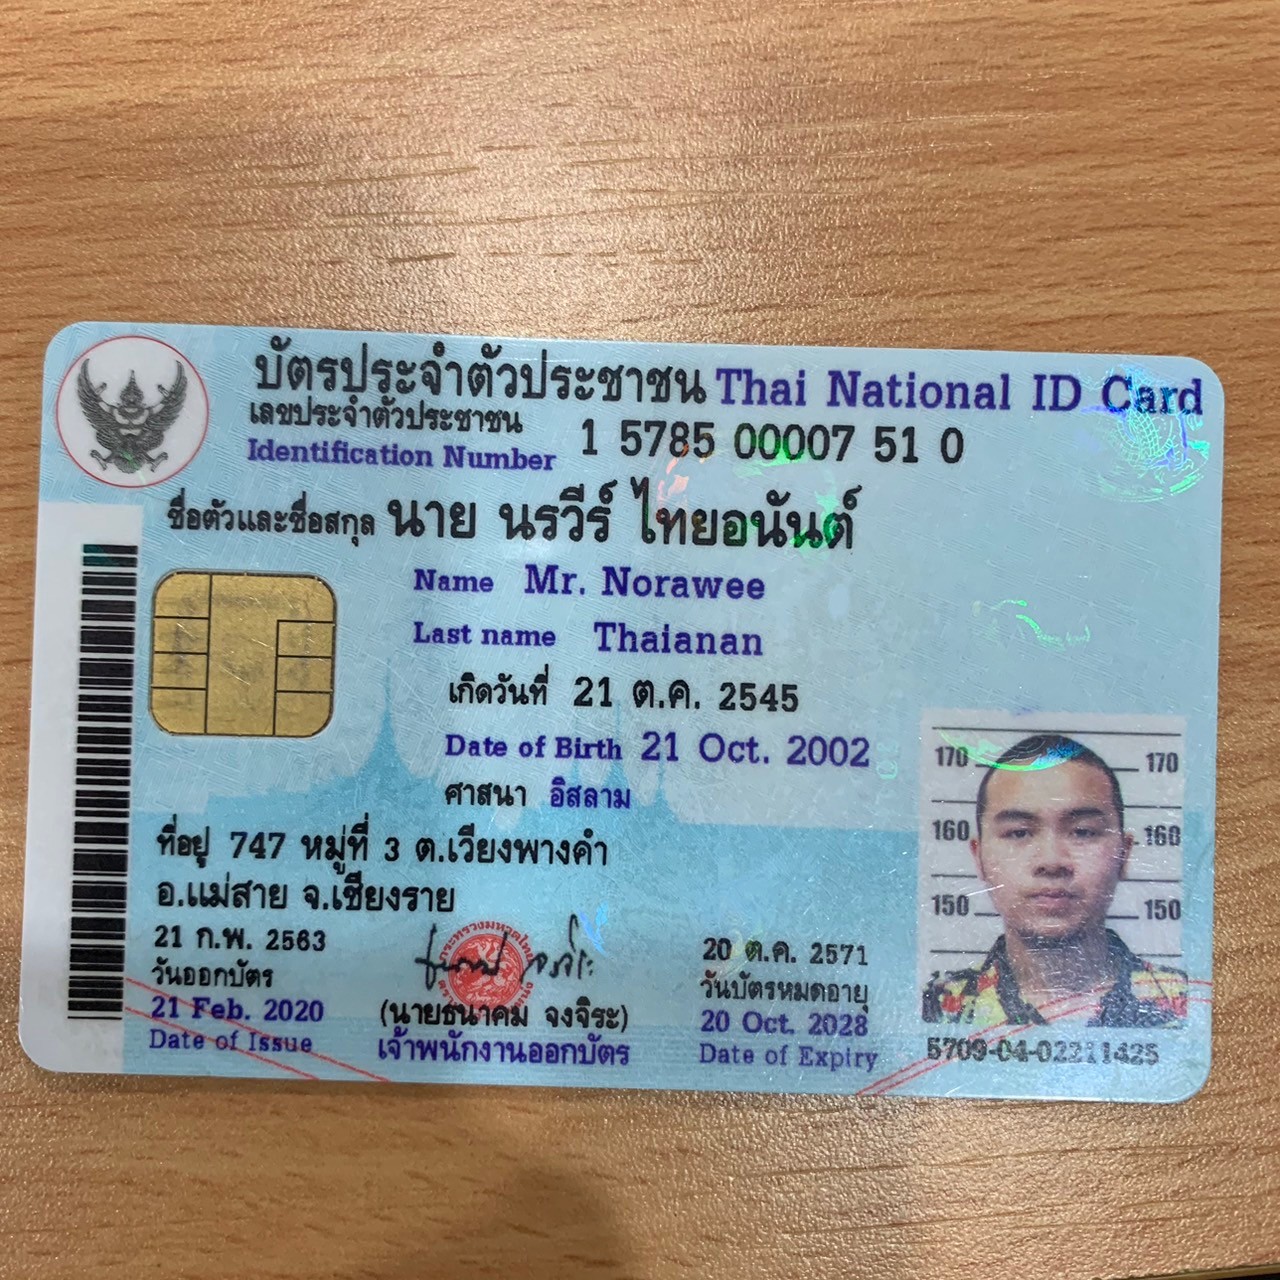 บัตรประจำตัวประชาชน Thai National ID Card
เลขประจำตัวประชาชน
Identification Number 1 5785 00007 51 0
ชื่อตัวและชื่อสกุล นาย นรวีร์ ไทยอนันต์
Name Mr. Norawee
Last name Thaianan
เกิดวันที่ 21 ต.ค. 2545
Date of Birth 21 Oct. 2002
ศาสนา อิสลาม
ที่อยู่ 747 หมู่ที่ 3 ต.เวียงพางคำ
อ.แม่สาย จ.เชียงราย
21 ก.พ. 2563
วันออกบัตร
21 Feb. 2020
Date of Issue
(นายธนาคม จงจิระ)
เจ้าพนักงานออกบัตร
20 ต.ค. 2571
วันบัตรหมดอายุ
20 Oct. 2028
Date of Expiry
170 170
160 160
150 150
5709-04-02211425